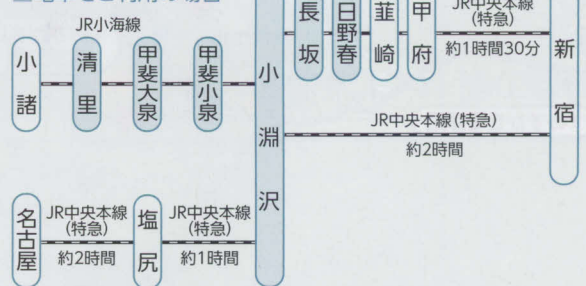 JR小海線
小諸
清里
甲斐大泉
甲斐小泉
小淵沢
長坂
日野春
韮崎
甲府
JR中央本線
(特急)
約1時間30分
新宿
JR中央本線(特急)
約2時間
名古屋
JR中央本線
(特急)
約2時間
塩尻
JR中央本線
(特急)
約1時間